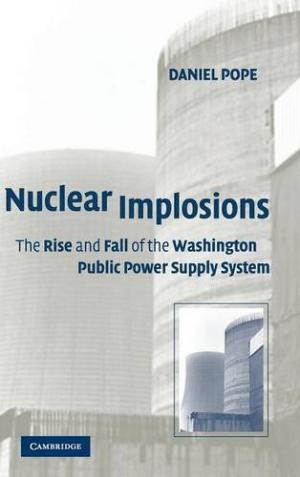 DANIEL POPE
Nuclear Implosions
The Rise and Fall of the Washington
Public Power Supply System
CAMBRIDGE